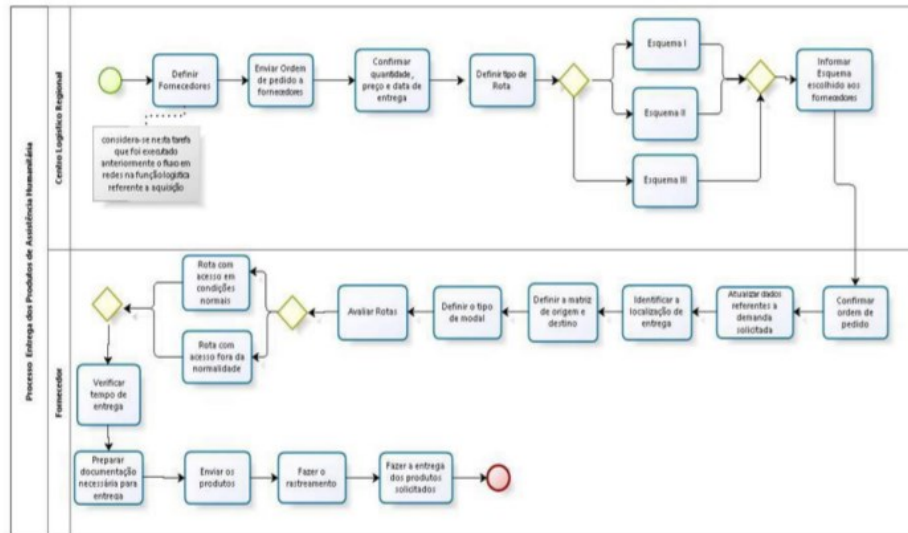 Processo Entrega dos Produtos de Assistência Humanitária
Centro Logístico Regional
Definir
Fornecedores
Enviar Ordem
de pedido a
fornecedores
Confirmar
quantidade,
preço e data de
entrega
Definir tipo de
Rota
Esquema I
Esquema II
Esquema III
Informar
Esquema
escolhido aos
fornecedores
considera-se nesta tarefa
que foi executado
anteriormente o fluxo em
redes na função logística
referente a aquisição
Fornecedor
Confirmar
ordem de
pedido
Atualizar dados
referentes a
demanda
solicitada
Identificar a
localização de
entrega
Definir a matriz
de origem e
destino
Definir o tipo
de modal
Avaliar Rotas
Rota com
acesso em
condições
normais
Rota com
acesso fora da
normalidade
Verificar
tempo de
entrega
Preparar
documentação
necessária para
entrega
Enviar os
produtos
Fazer o
rastreamento
Fazer a entrega
dos produtos
solicitados